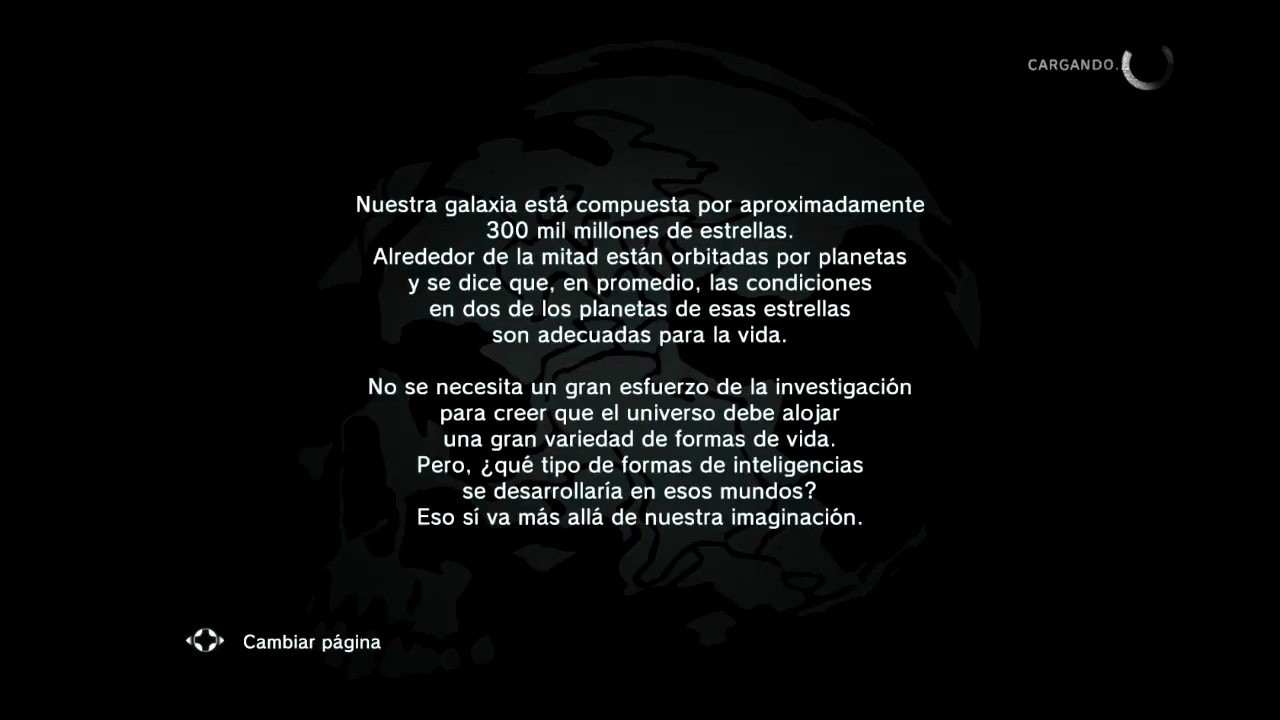 CARGANDO..
Nuestra galaxia está compuesta por aproximadamente
300 mil millones de estrellas.
Alrededor de la mitad están orbitadas por planetas
y se dice que, en promedio, las condiciones
en dos de los planetas de esas estrellas
son adecuadas para la vida.
No se necesita un gran esfuerzo de la investigación
para creer que el universo debe alojar
una gran variedad de formas de vida.
Pero, ¿qué tipo de formas de inteligencias
se desarrollaría en esos mundos?
Eso sí va más allá de nuestra imaginación.
Cambiar página